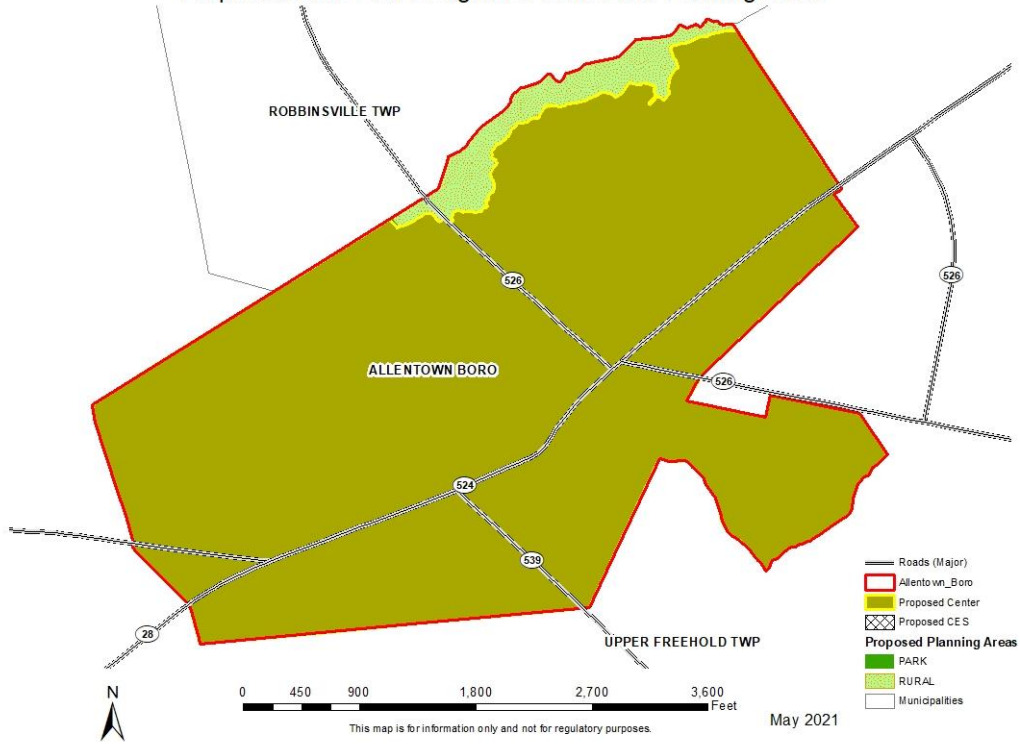 ROBBINSVILLE TWP
526
526
ALLENTOWN BORO
526
524
539
28
UPPER FREEHOLD TWP
Roads (Major)
Allentown_Boro
Proposed Center
Proposed CES
Proposed Planning Areas
PARK
RURAL
Municipalities
N
0 450 900 1,800 2,700 3,600
Feet
This map is for information only and not for regulatory purposes.
May 2021